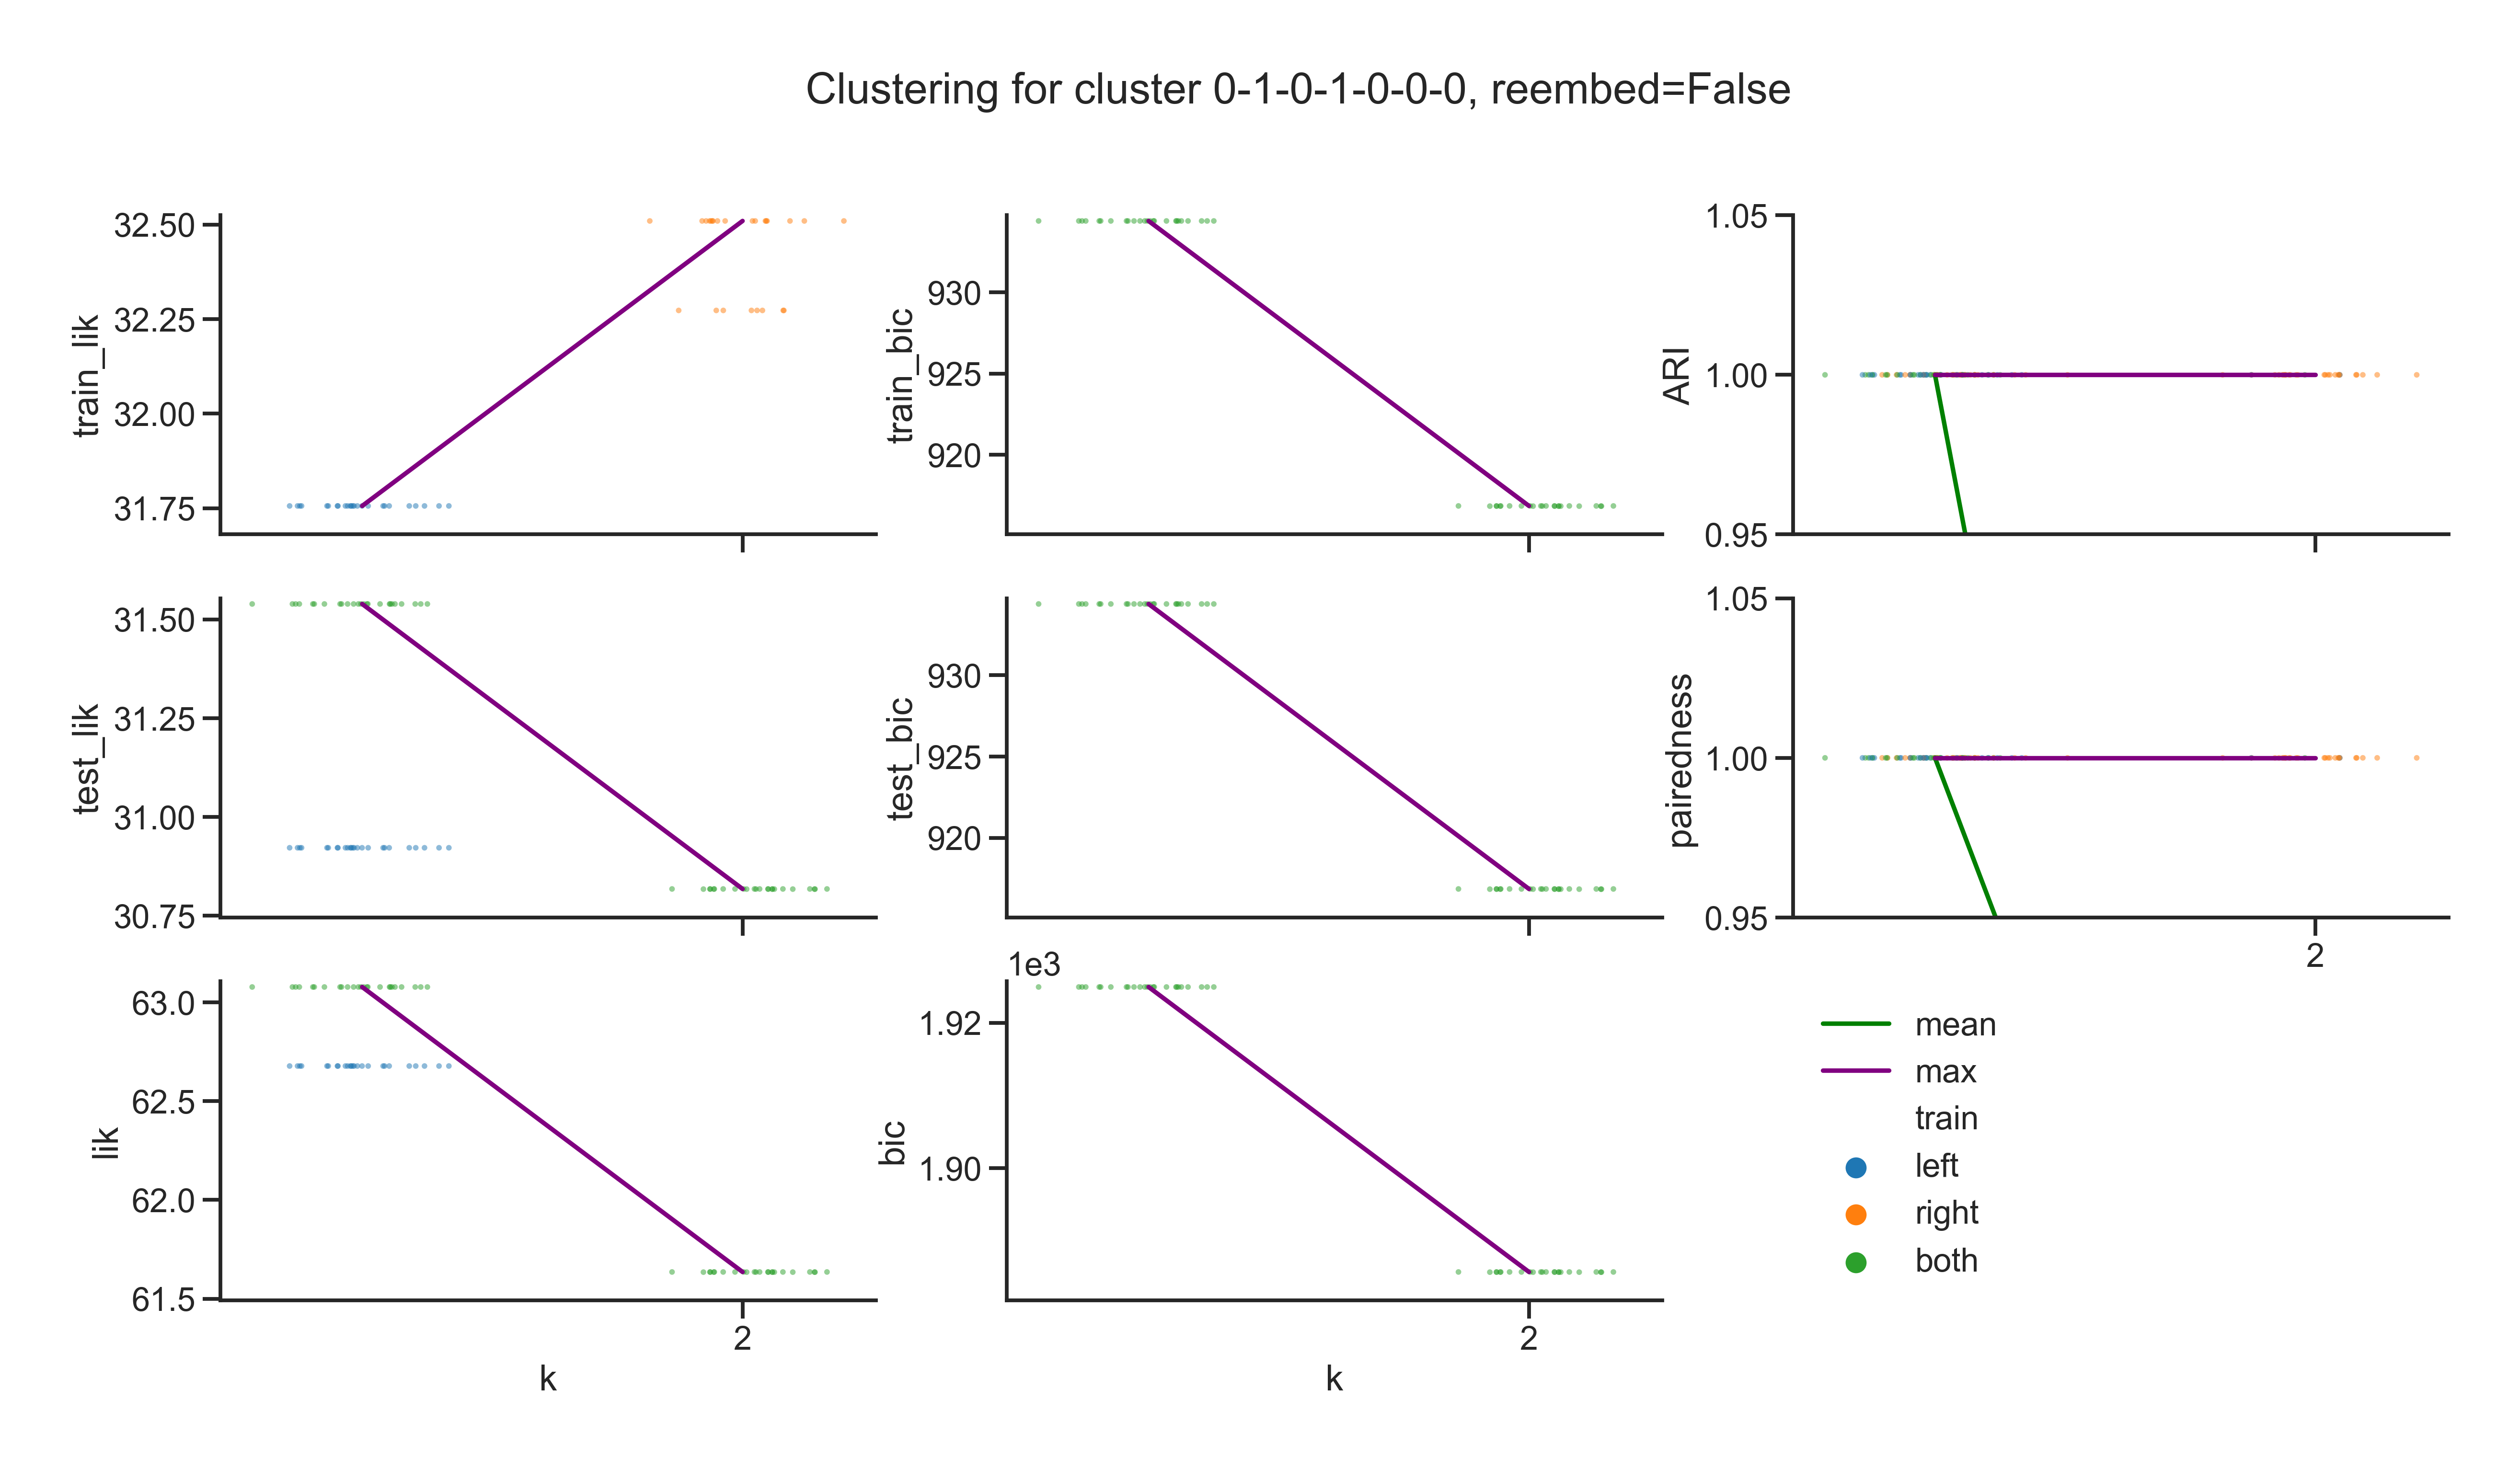 Clustering for cluster 0-1-0-1-0-0-0, reembed=False
train_lik
32.50
32.25
32.00
31.75
train_bic
930
925
920
ARI
1.05
1.00
0.95
test_lik
31.50
31.25
31.00
30.75
test_bic
930
925
920
pairedness
1.05
1.00
0.95
2
lik
63.0
62.5
62.0
61.5
2
k
bic
1e3
1.92
1.90
2
k
mean
max
train
left
right
both